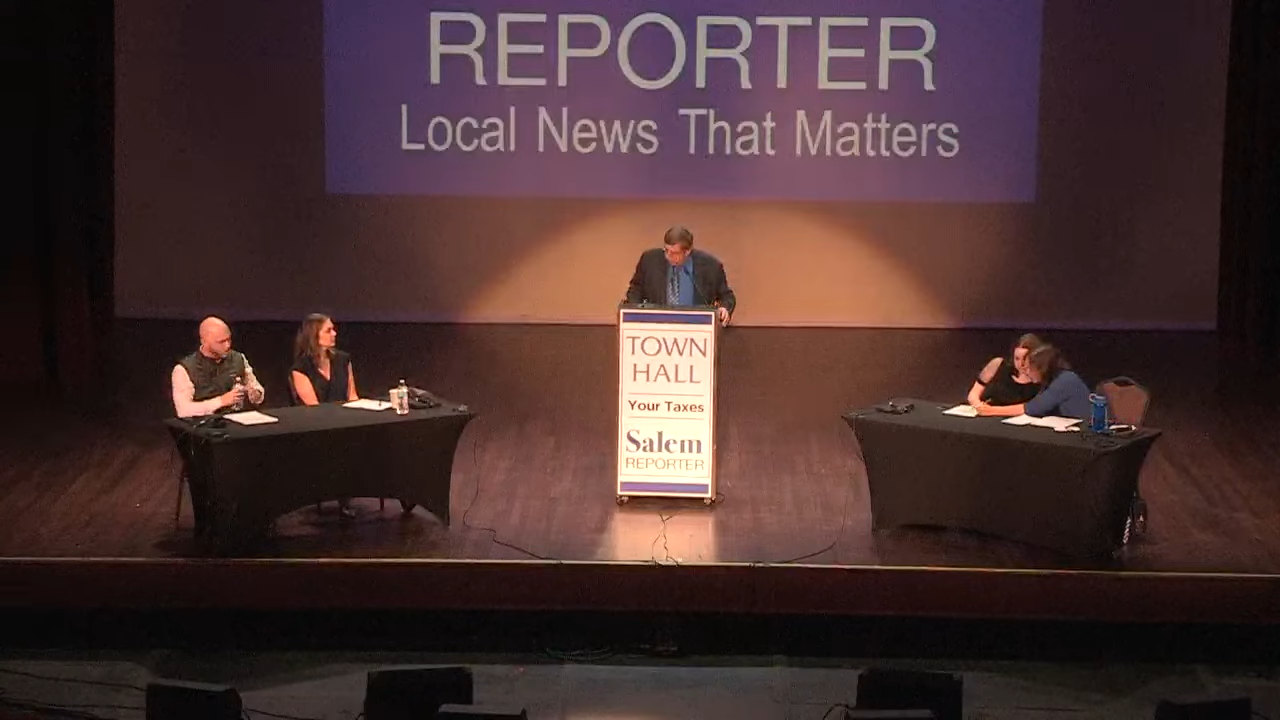 REPORTER
Local News That Matters
TOWN
HALL
Your Taxes
Salem
REPORTER